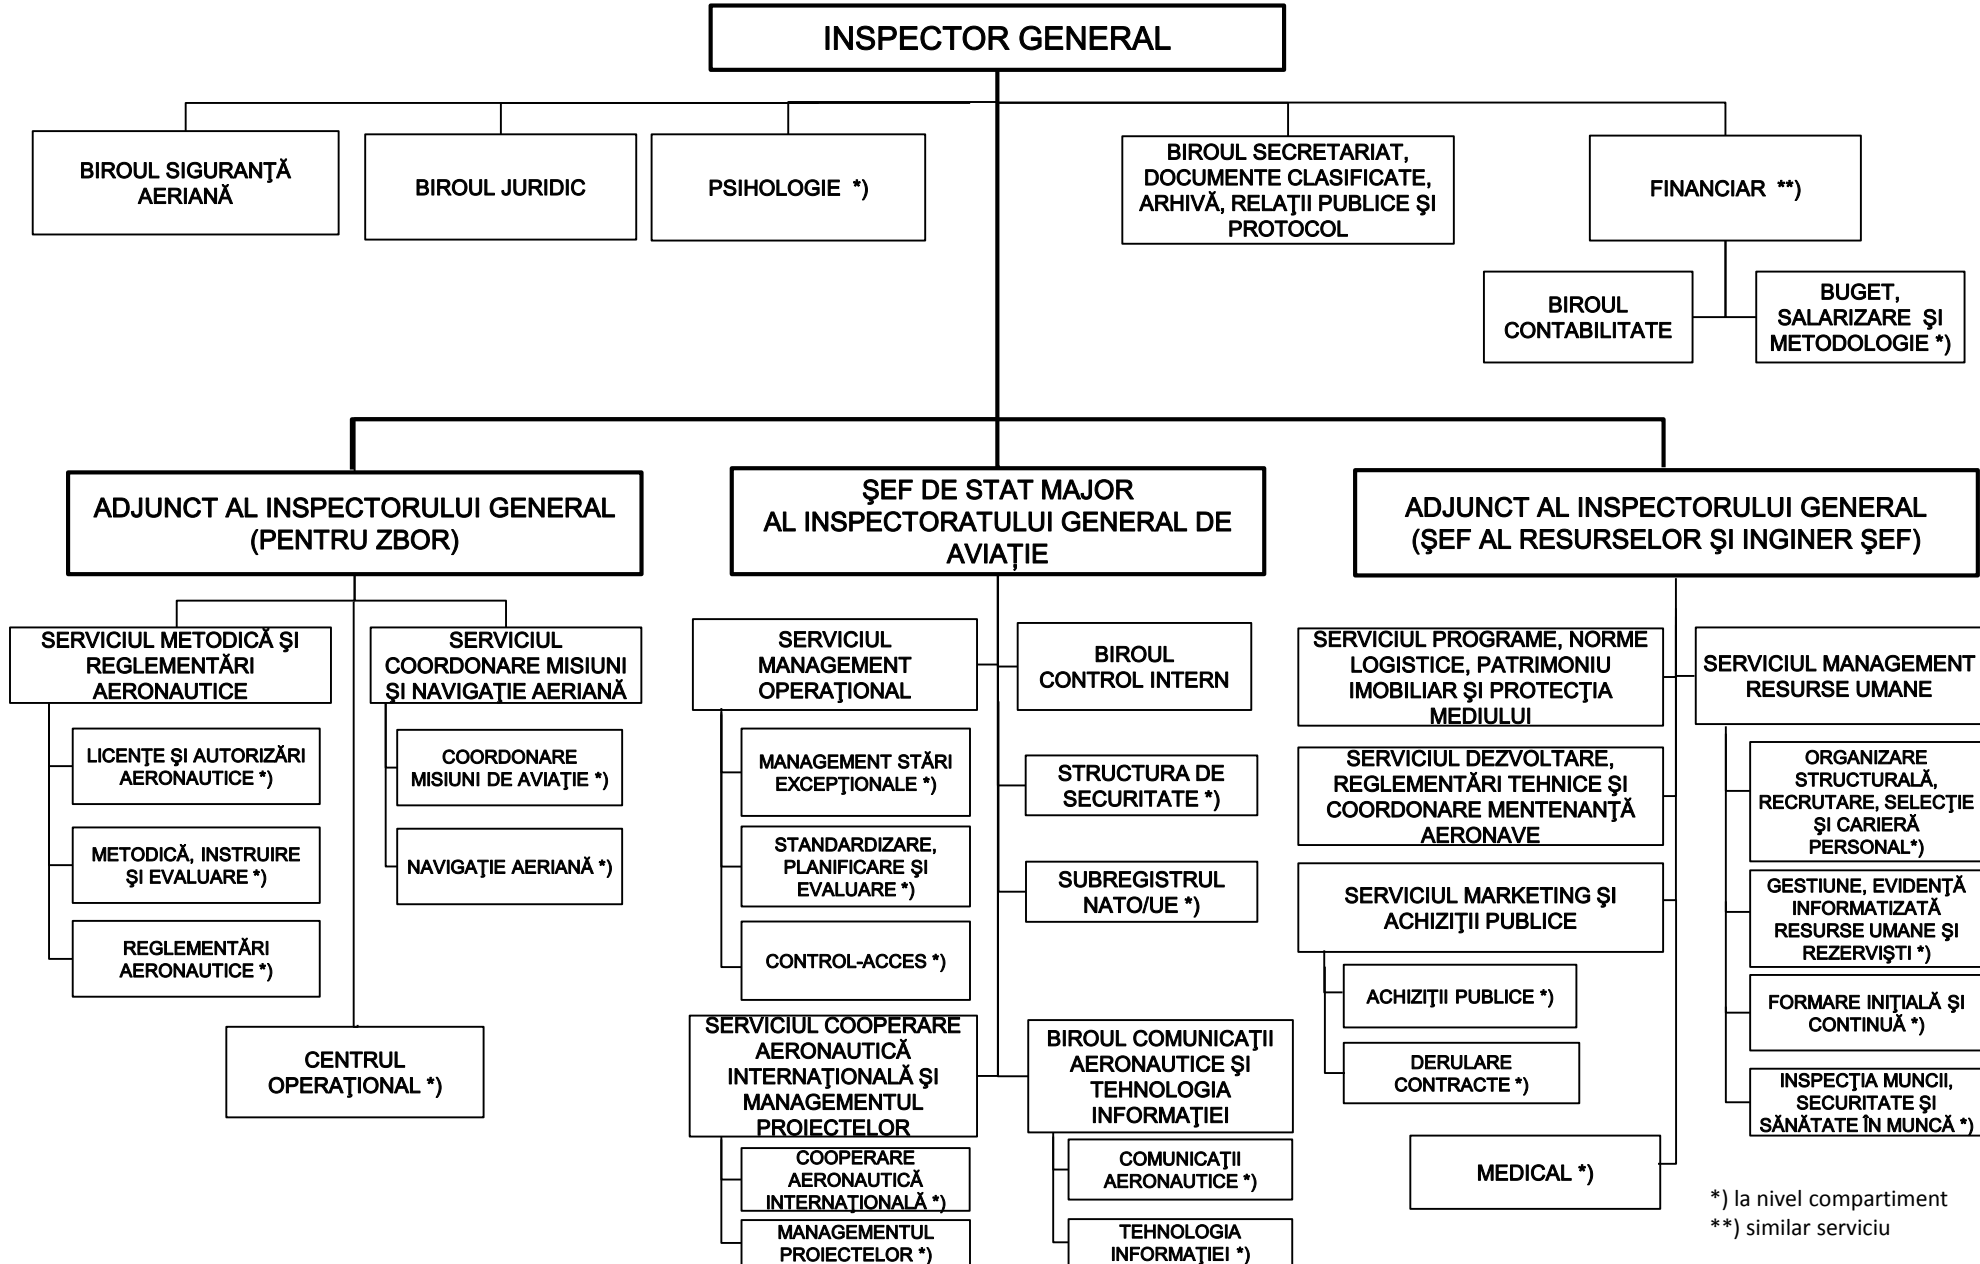 INSPECTOR GENERAL
BIROUL SIGURANŢĂ
AERIANĂ
BIROUL JURIDIC
PSIHOLOGIE *)
BIROUL SECRETARIAT,
DOCUMENTE CLASIFICATE,
ARHIVĂ, RELAŢII PUBLICE ŞI
PROTOCOL
FINANCIAR **)
BIROUL
CONTABILITATE
BUGET,
SALARIZARE ŞI
METODOLOGIE *)
ADJUNCT AL INSPECTORULUI GENERAL
(PENTRU ZBOR)
ŞEF DE STAT MAJOR
AL INSPECTORATULUI GENERAL DE
AVIAȚIE
ADJUNCT AL INSPECTORULUI GENERAL
(ŞEF AL RESURSELOR ŞI INGINER ŞEF)
SERVICIUL METODICĂ ŞI
REGLEMENTĂRI
AERONAUTICE
LICENŢE ŞI AUTORIZĂRI
AERONAUTICE *)
METODICĂ, INSTRUIRE
ŞI EVALUARE *)
REGLEMENTĂRI
AERONAUTICE *)
SERVICIUL
COORDONARE MISIUNI
ŞI NAVIGAŢIE AERIANĂ
COORDONARE
MISIUNI DE AVIAŢIE *)
NAVIGAŢIE AERIANĂ *)
CENTRUL
OPERAŢIONAL *)
SERVICIUL
MANAGEMENT
OPERAŢIONAL
MANAGEMENT STĂRI
EXCEPŢIONALE *)
STANDARDIZARE,
PLANIFICARE ŞI
EVALUARE *)
CONTROL-ACCES *)
BIROUL
CONTROL INTERN
STRUCTURA DE
SECURITATE *)
SUBREGISTRUL
NATO/UE *)
SERVICIUL COOPERARE
AERONAUTICĂ
INTERNAŢIONALĂ ŞI
MANAGEMENTUL
PROIECTELOR
COOPERARE
AERONAUTICĂ
INTERNAŢIONALĂ *)
MANAGEMENTUL
PROIECTELOR *)
BIROUL COMUNICAŢII
AERONAUTICE ŞI
TEHNOLOGIA
INFORMAŢIEI
COMUNICAŢII
AERONAUTICE *)
TEHNOLOGIA
INFORMAŢIEI *)
SERVICIUL PROGRAME, NORME
LOGISTICE, PATRIMONIU
IMOBILIAR ŞI PROTECŢIA
MEDIULUI
SERVICIUL DEZVOLTARE,
REGLEMENTĂRI TEHNICE ŞI
COORDONARE MENTENANŢĂ
AERONAVE
SERVICIUL MARKETING ŞI
ACHIZIŢII PUBLICE
ACHIZIŢII PUBLICE *)
DERULARE
CONTRACTE *)
MEDICAL *)
SERVICIUL MANAGEMENT
RESURSE UMANE
ORGANIZARE
STRUCTURALĂ,
RECRUTARE, SELECŢIE
ŞI CARIERĂ
PERSONAL*)
GESTIUNE, EVIDENŢĂ
INFORMATIZATĂ
RESURSE UMANE ŞI
REZERVIŞTI *)
FORMARE INIŢIALĂ ŞI
CONTINUĂ *)
INSPECŢIA MUNCII,
SECURITATE ŞI
SĂNĂTATE ÎN MUNCĂ *)
*) la nivel compartiment
**) similar serviciu